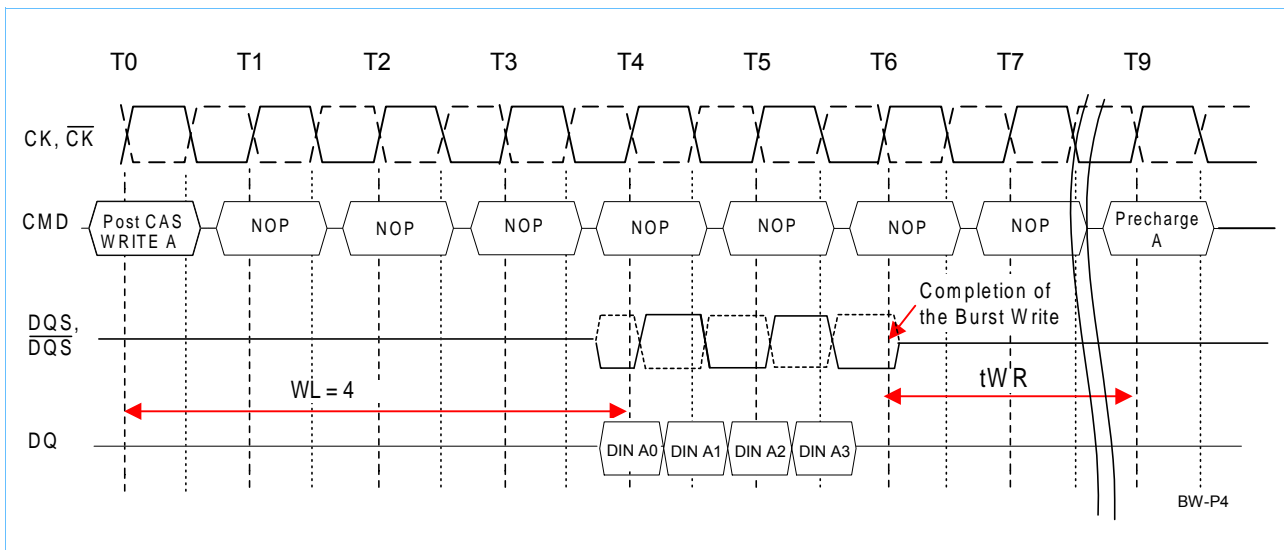 T0 T1 T2 T3 T4 T5 T6 T7 T9
CK, CK
CMD
Post CAS
WRITE A
NOP NOP NOP NOP NOP NOP NOP
Precharge
A
Completion of
the Burst Write
DQS,
DQS
WL = 4
tWR
DQ
DIN A0 DIN A1 DIN A2 DIN A3
BW-P4